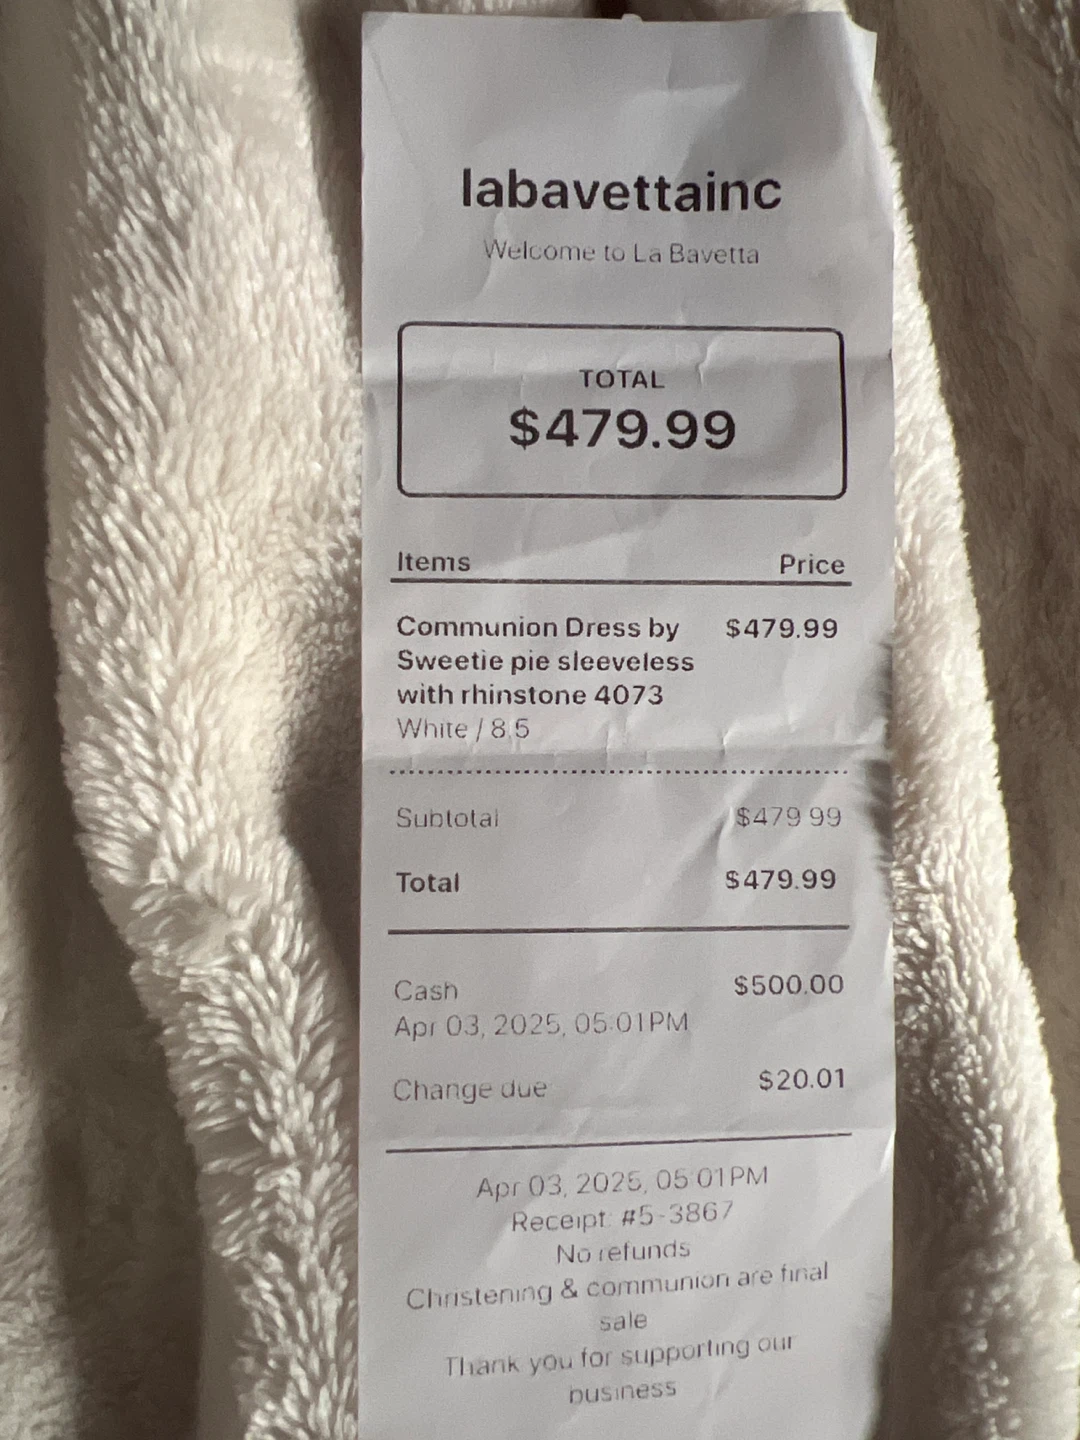 labavettainc
Welcome to La Bavetta
TOTAL
$479.99
Items Price
Communion Dress by $479.99
Sweetie pie sleeveless
with rhinstone 4073
White / 8.5
Subtotal $479.99
Total $479.99
Cash $500.00
Apr 03, 2025, 05:01PM
Change due $20.01
Apr 03, 2025, 05:01PM
Receipt: #5-3867
No refunds
Christening & communion are final
sale
Thank you for supporting our
business